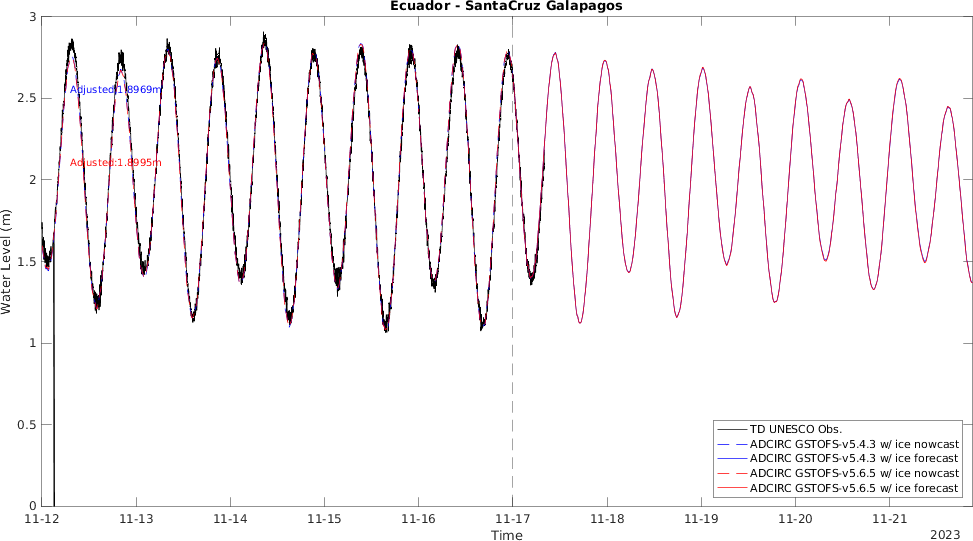 Ecuador - SantaCruz Galapagos
3
2.5
2
1.5
1
0.5
0
Water Level (m)
Adjusted:1.8969m
Adjusted:1.8995m
TD UNESCO Obs.
ADCIRC GSTOFS-v5.4.3 w/ ice nowcast
ADCIRC GSTOFS-v5.4.3 w/ ice forecast
ADCIRC GSTOFS-v5.6.5 w/ ice nowcast
ADCIRC GSTOFS-v5.6.5 w/ ice forecast
11-12 11-13 11-14 11-15 11-16 11-17 11-18 11-19 11-20 11-21
Time
2023